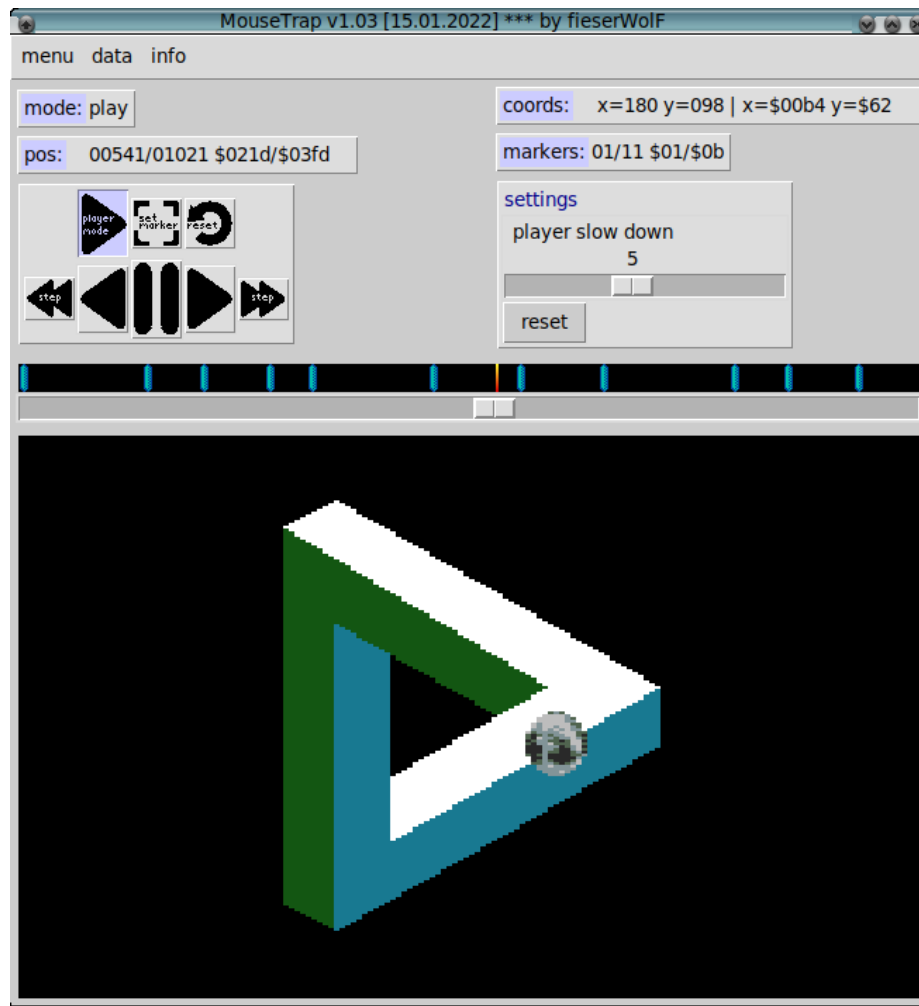 MouseTrap v1.03 [15.01.2022] *** by fieserWolF
menu data info
mode: play
coords: x=180 y=098 | x=$00b4 y=$62
pos: 00541/01021 $021d/$03fd
markers: 01/11 $01/$0b
player mode
set marker
reset
step
step
settings
player slow down
5
reset